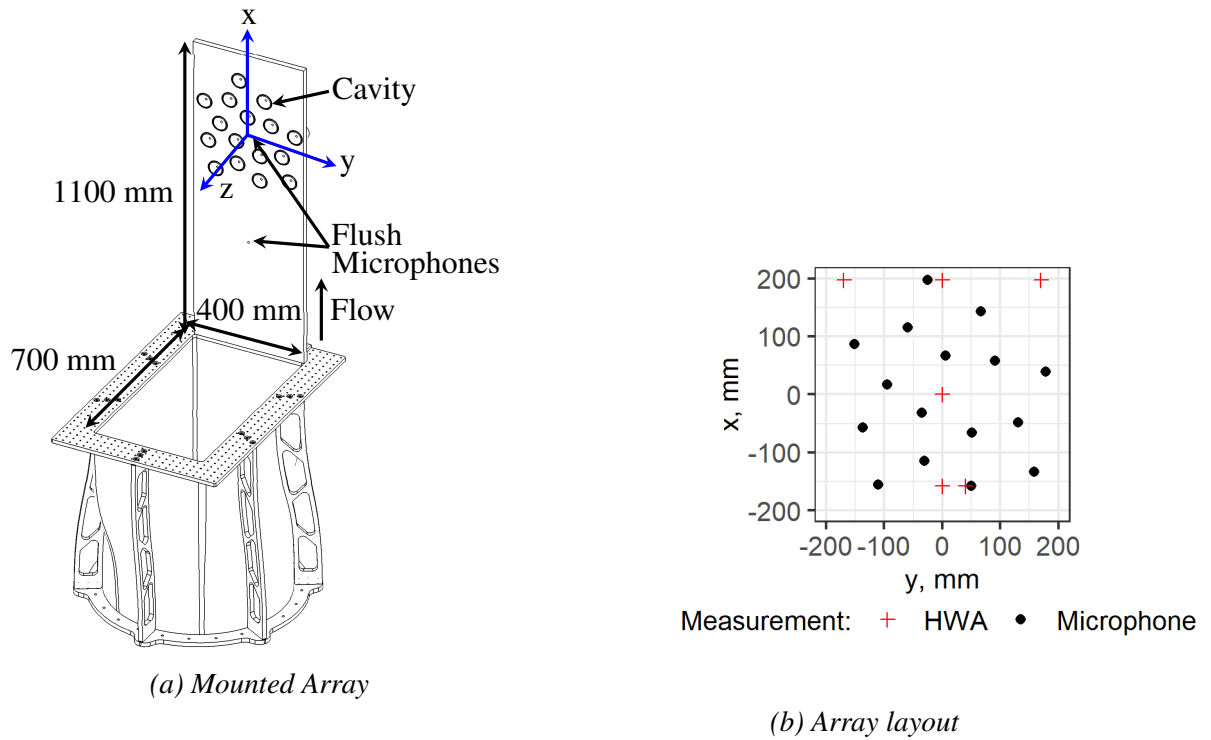 x
Cavity
y
z
1100 mm
Flush
Microphones
400 mm
Flow
700 mm
(a) Mounted Array
200
100
0
-100
-200
x, mm
-200 -100 0 100 200
y, mm
Measurement: HWA Microphone
(b) Array layout